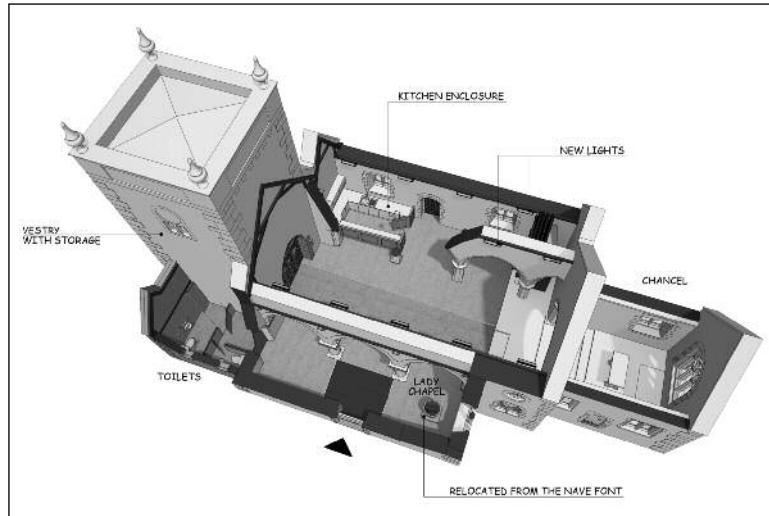 KITCHEN ENCLOSURE
NEW LIGHTS
VESTRY
WITH STORAGE
CHANCEL
TOILETS
LADY
CHAPEL
RELOCATED FROM THE NAVE FONT